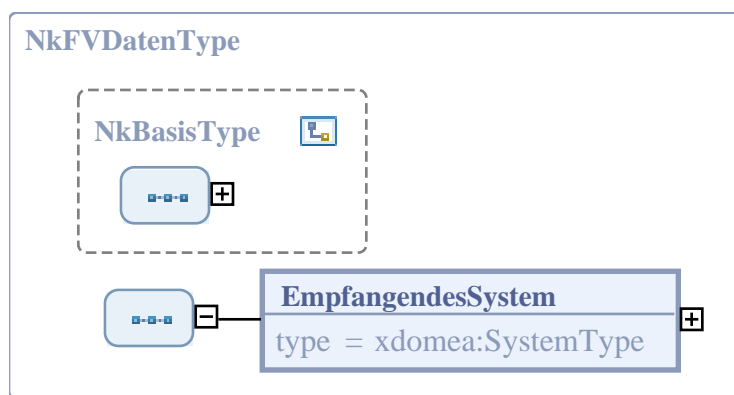 NkFVDatenType
NkBasisType
EmpfangendesSystem
type = xdomea:SystemType